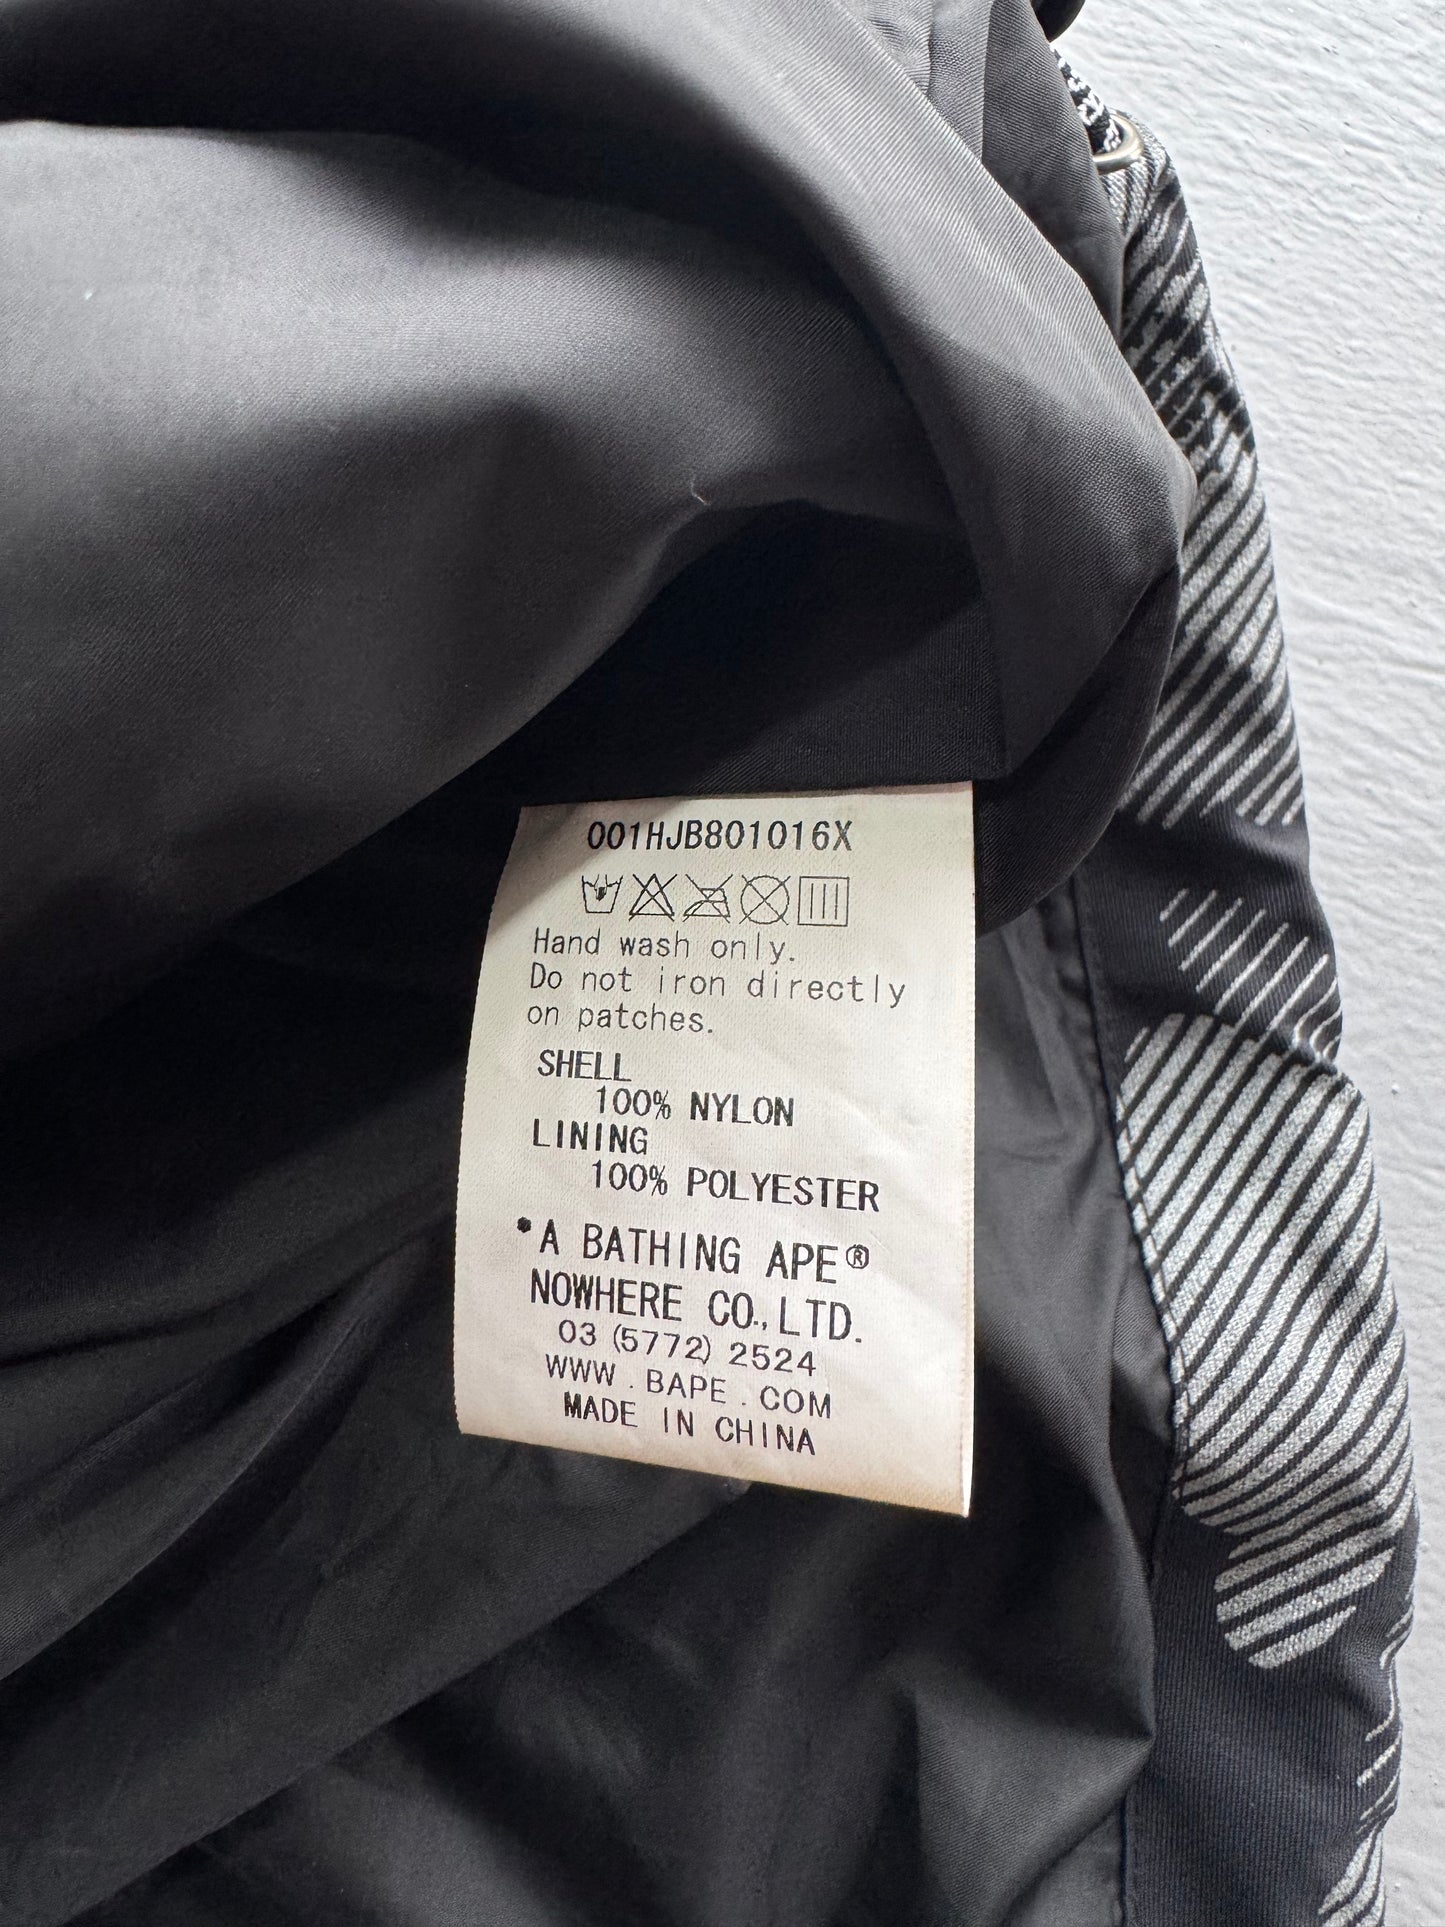 001HJB801016X
Hand wash only.
Do not iron directly
on patches.
SHELL
100% NYLON
LINING
100% POLYESTER
*A BATHING APE®
NOWHERE CO., LTD.
03 (5772) 2524
WWW.BAPE.COM
MADE IN CHINA